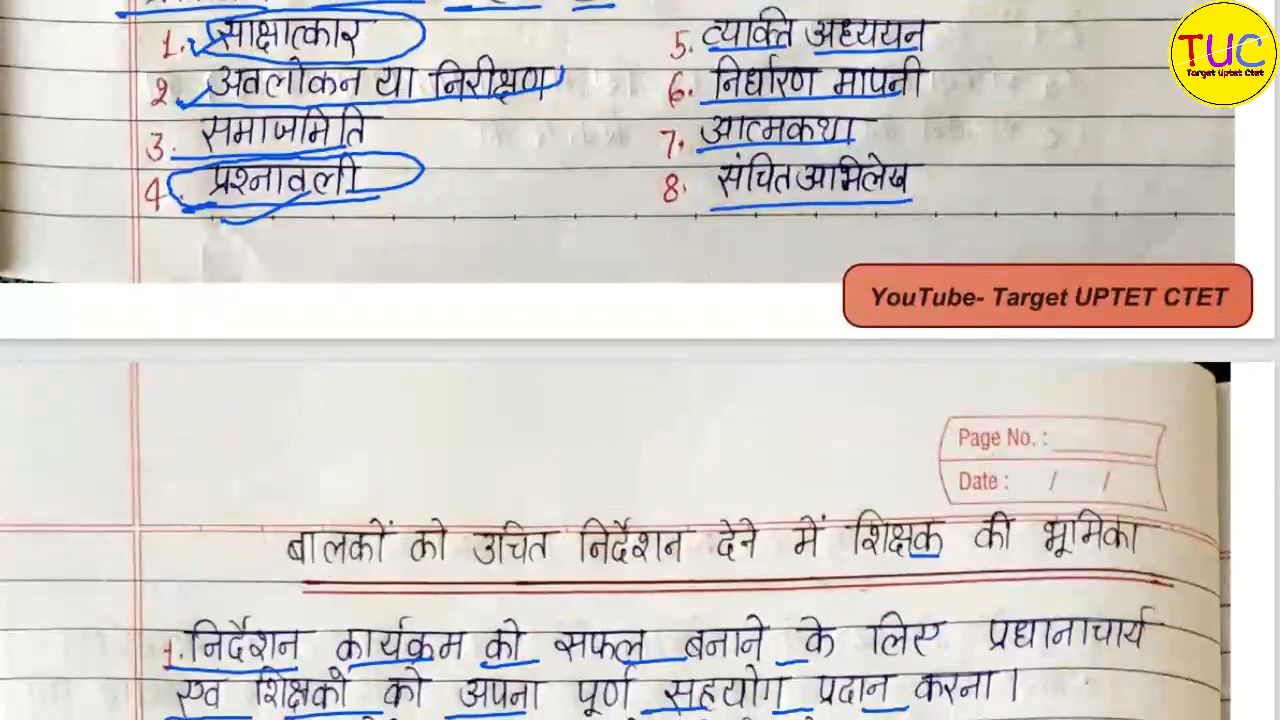 1. साक्षात्कार
2 अवलोकन या निरीक्षण
3. समाजमिति
4. प्रश्नावली
5. व्यक्ति अध्ययन
6. निर्धारण मापनी
7. आत्मकथा
8. संचित अभिलेख
TUC
Target Uptet Ctet
YouTube- Target UPTET CTET
Page No. :
Date : / /
बालकों को उचित निर्देशन देने में शिक्षक की भूमिका
1. निर्देशन कार्यक्रम को सफल बनाने के लिए प्रधानाचार्य
एवं शिक्षकों को अपना पूर्ण सहयोग प्रदान करना।